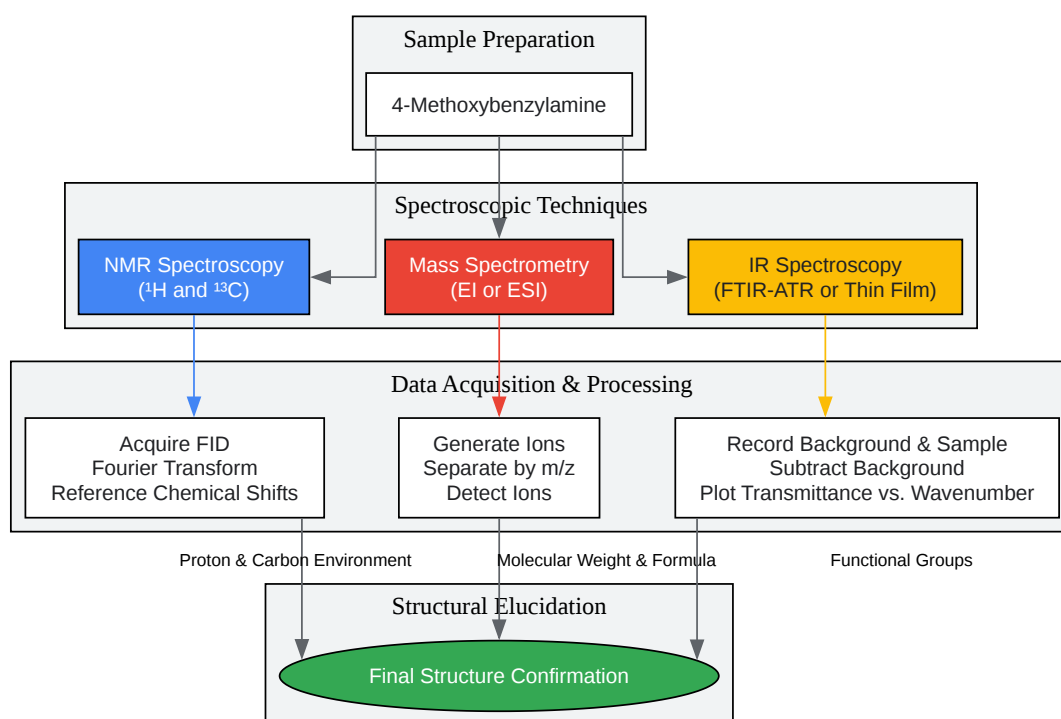 Sample Preparation
4-Methoxybenzylamine
Spectroscopic Techniques
NMR Spectroscopy
(¹H and ¹³C)
Mass Spectrometry
(EI or ESI)
IR Spectroscopy
(FTIR-ATR or Thin Film)
Data Acquisition & Processing
Acquire FID
Fourier Transform
Reference Chemical Shifts
Generate Ions
Separate by m/z
Detect Ions
Record Background & Sample
Subtract Background
Plot Transmittance vs. Wavenumber
Proton & Carbon Environment
Molecular Weight & Formula
Functional Groups
Structural Elucidation
Final Structure Confirmation